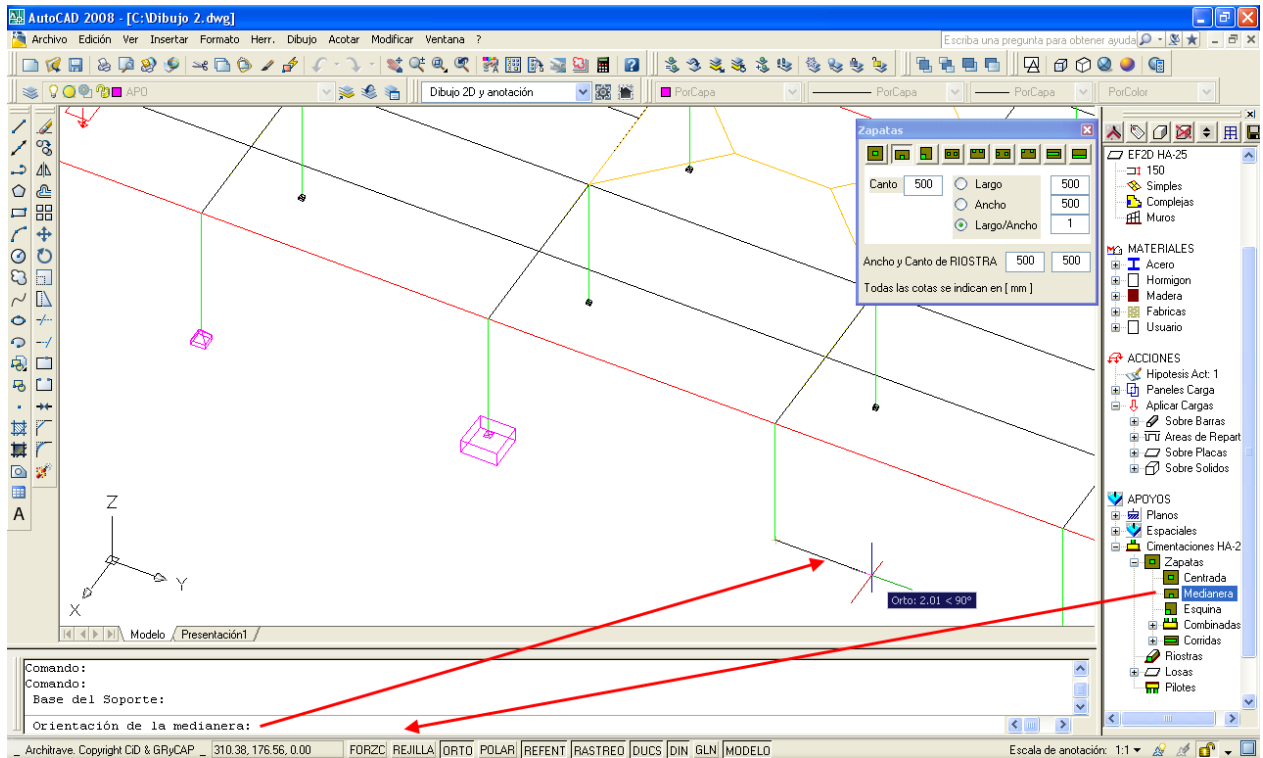 AutoCAD 2008 - [C:\Dibujo 2.dwg]
Archivo Edición Ver Insertar Formato Herr. Dibujo Acotar Modificar Ventana ?
Escriba una pregunta para obtener ayuda
APO
Dibujo 2D y anotación
PorCapa
PorCapa
PorCapa
PorColor
Zapatas
Canto 500
Largo 500
Ancho 500
Largo/Ancho 1
Ancho y Canto de RIOSTRA 500 500
Todas las cotas se indican en [ mm ]
EF2D HA-25
150
Simples
Complejas
Muros
MATERIALES
Acero
Hormigon
Madera
Fabricas
Usuario
ACCIONES
Hipotesis Act: 1
Paneles Carga
Aplicar Cargas
Sobre Barras
Areas de Repart
Sobre Placas
Sobre Solidos
APOYOS
Planos
Espaciales
Cimentaciones HA-2
Zapatas
Centrada
Medianera
Esquina
Combinadas
Corridas
Riostras
Losas
Pilotes
A
Z
Y
X
Orto: 2.01 < 90°
Modelo Presentación1
Comando:
Comando:
Base del Soporte:
Orientación de la medianera:
_ Architrave. Copyright CiD & GRyCAP _ 310.38, 176.56, 0.00 FORZC REJILLA ORTO POLAR REFENT RASTREO DUCS DIN GLN MODELO Escala de anotación: 1:1